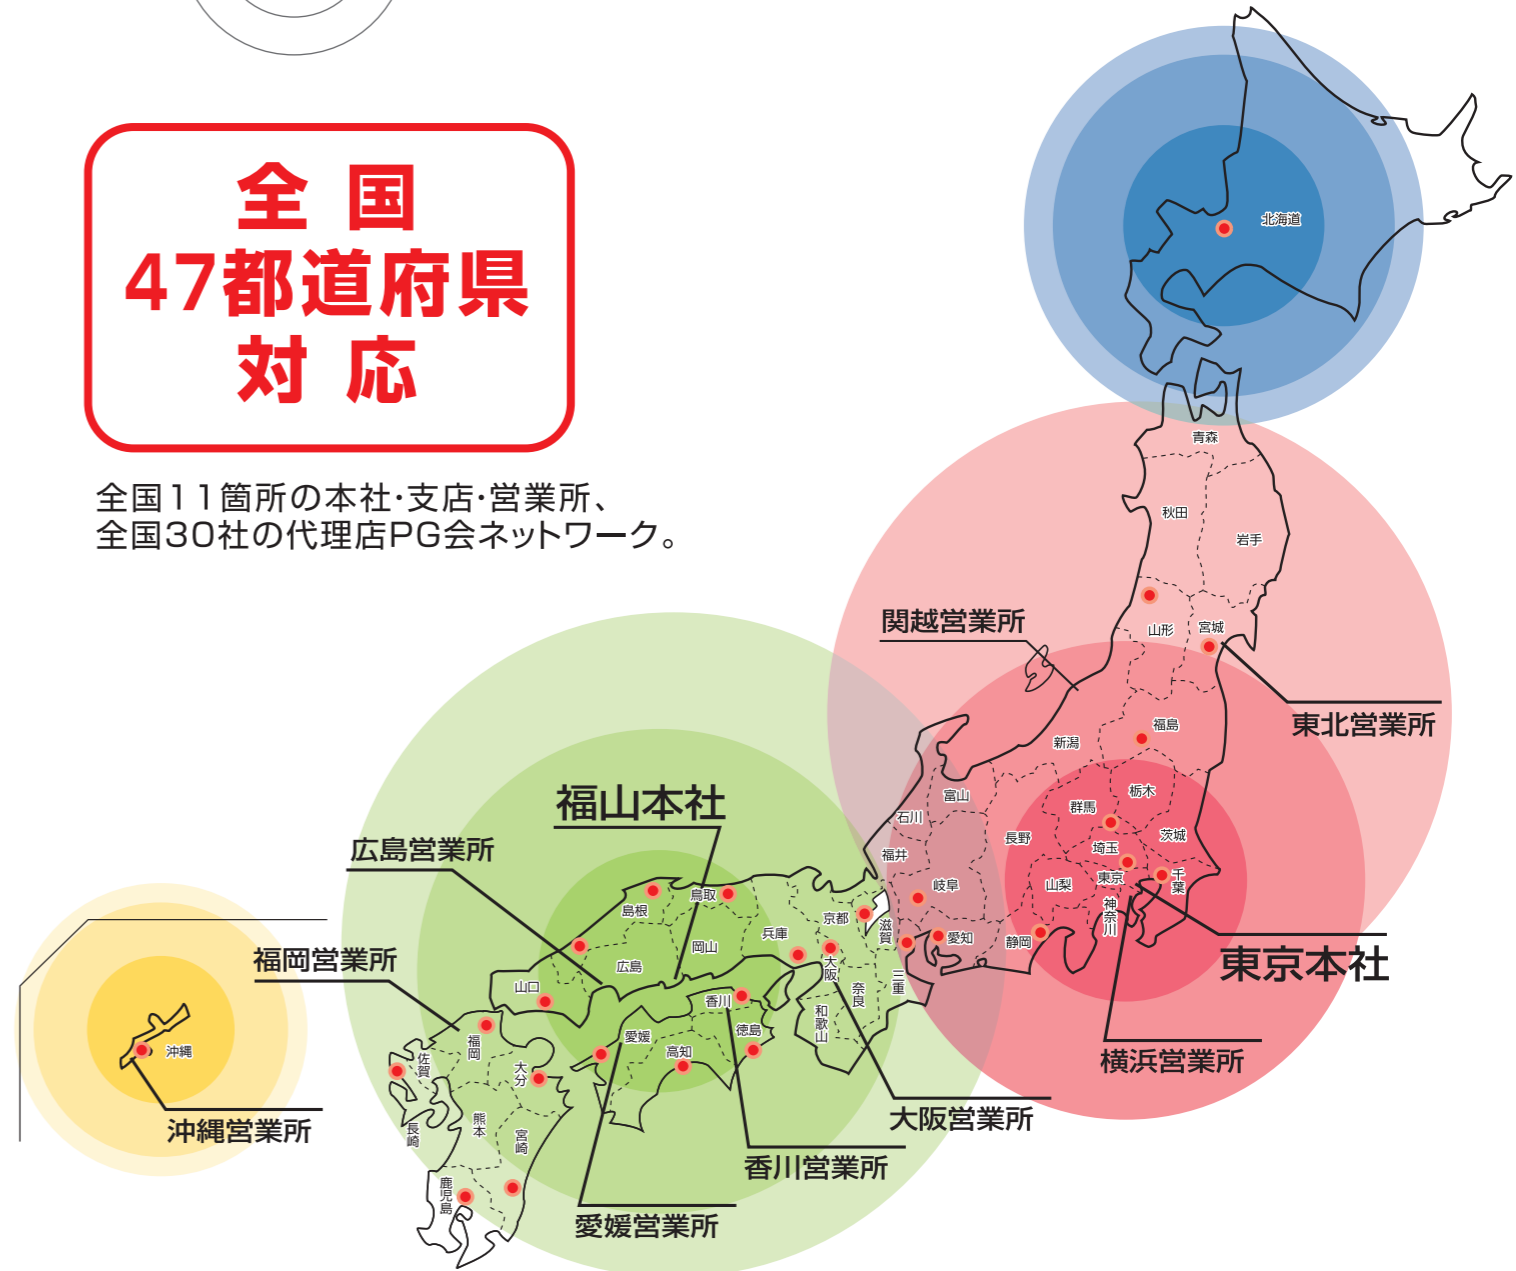 全国
47都道府県
対応
全国11箇所の本社・支店・営業所、
全国30社の代理店PG会ネットワーク。
北海道
青森
秋田
岩手
山形
宮城
関越営業所
東北営業所
福島
新潟
栃木
群馬
茨城
富山
石川
長野
埼玉
福井
岐阜
山梨
東京
千葉
神奈川
静岡
愛知
東京本社
横浜営業所
福山本社
広島営業所
島根
鳥取
京都
滋賀
兵庫
岡山
広島
大阪
三重
奈良
和歌山
山口
香川
徳島
愛媛
高知
福岡営業所
福岡
佐賀
大分
長崎
熊本
宮崎
鹿児島
沖縄
沖縄営業所
大阪営業所
香川営業所
愛媛営業所